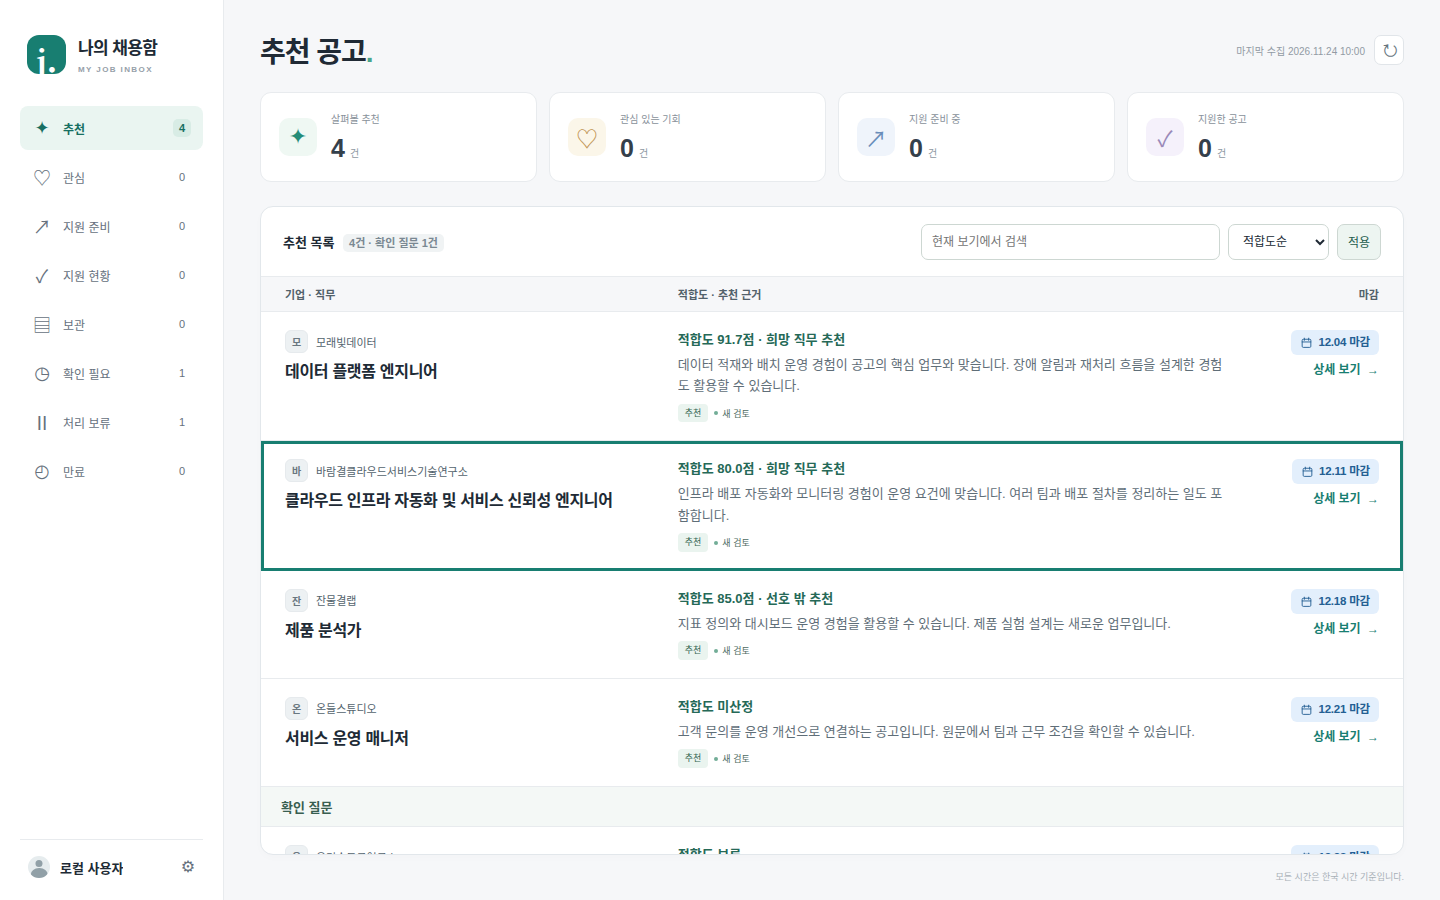 나의 채용함
MY JOB INBOX
추천 4
관심 0
지원 준비 0
지원 현황 0
보관 0
확인 필요 1
처리 보류 1
만료 0
로컬 사용자
추천 공고.
마지막 수집 2026.11.24 10:00
살펴볼 추천
4 건
관심 있는 기회
0 건
지원 준비 중
0 건
지원한 공고
0 건
추천 목록 4건 · 확인 질문 1건
현재 보기에서 검색
적합도순
적용
기업 · 직무 적합도 · 추천 근거 마감
모 모래빛데이터
데이터 플랫폼 엔지니어
적합도 91.7점 · 희망 직무 추천
데이터 적재와 배치 운영 경험이 공고의 핵심 업무와 맞습니다. 장애 알림과 재처리 흐름을 설계한 경험
도 활용할 수 있습니다.
추천 새 검토
12.04 마감
상세 보기 →
바 바람결클라우드서비스기술연구소
클라우드 인프라 자동화 및 서비스 신뢰성 엔지니어
적합도 80.0점 · 희망 직무 추천
인프라 배포 자동화와 모니터링 경험이 운영 요건에 맞습니다. 여러 팀과 배포 절차를 정리하는 일도 포
함합니다.
추천 새 검토
12.11 마감
상세 보기 →
잔 잔물결랩
제품 분석가
적합도 85.0점 · 선호 밖 추천
지표 정의와 대시보드 운영 경험을 활용할 수 있습니다. 제품 실험 설계는 새로운 업무입니다.
추천 새 검토
12.18 마감
상세 보기 →
온 온들스튜디오
서비스 운영 매니저
적합도 미산정
고객 문의를 운영 개선으로 연결하는 공고입니다. 원문에서 팀과 근무 조건을 확인할 수 있습니다.
추천 새 검토
12.21 마감
상세 보기 →
확인 질문
모든 시간은 한국 시간 기준입니다.